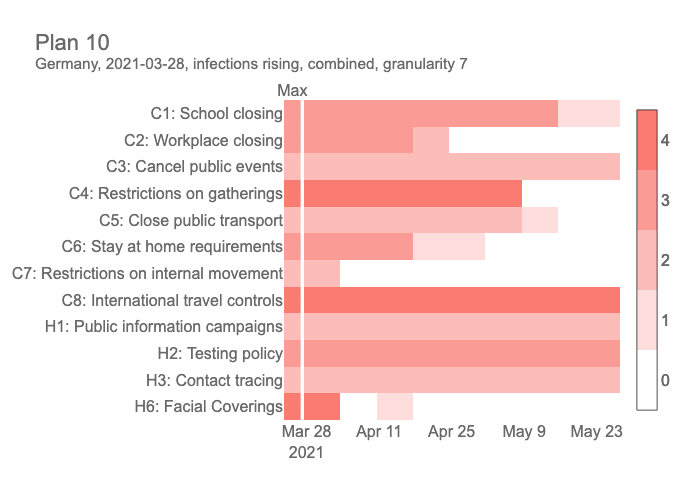 Plan 10
Germany, 2021-03-28, infections rising, combined, granularity 7
Max
C1: School closing
C2: Workplace closing
C3: Cancel public events
C4: Restrictions on gatherings
C5: Close public transport
C6: Stay at home requirements
C7: Restrictions on internal movement
C8: International travel controls
H1: Public information campaigns
H2: Testing policy
H3: Contact tracing
H6: Facial Coverings
Mar 28 Apr 11 Apr 25 May 9 May 23
2021
4
3
2
1
0